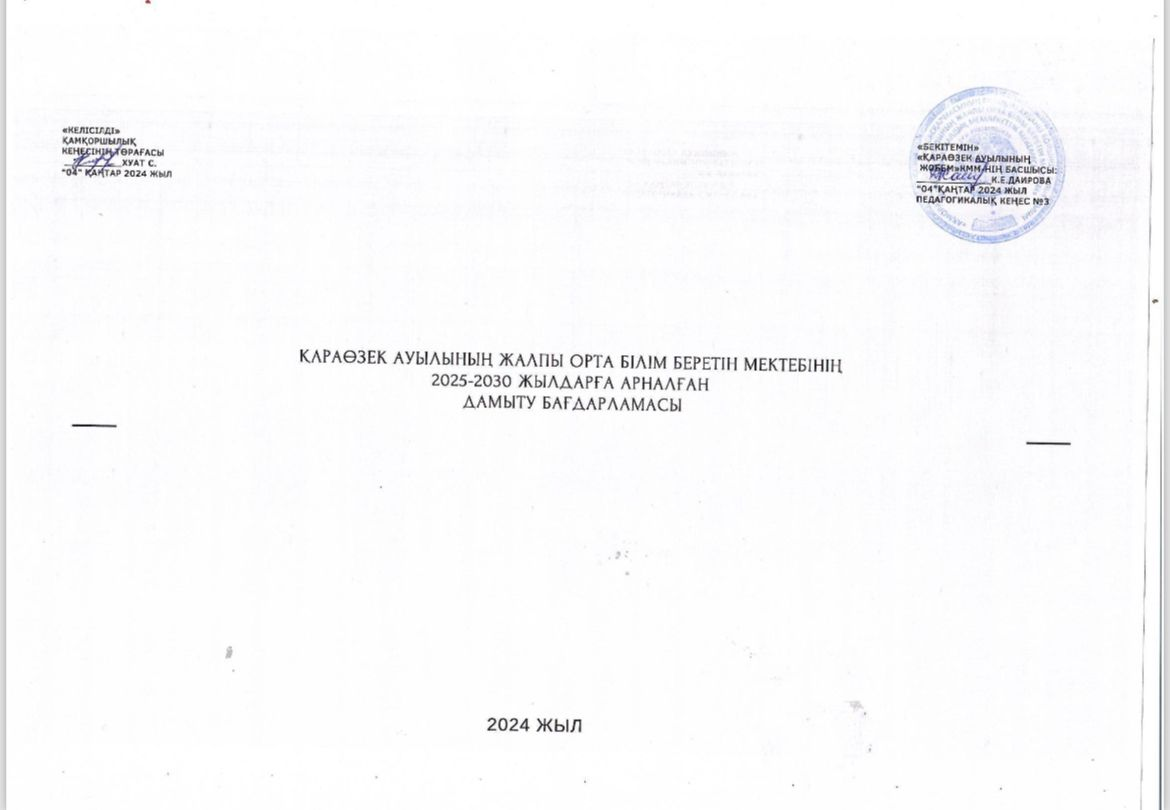 «КЕЛІСІЛДІ»
ҚАМҚОРШЫЛЫҚ
КЕҢЕСІНІҢ ТӨРАҒАСЫ
ХУАТ С.
"04" ҚАҢТАР 2024 ЖЫЛ
«БЕКІТЕМІН»
«ҚАРАӨЗЕК АУЫЛЫНЫҢ
ЖОББМ»КММ НІҢ БАСШЫСЫ:
К.Е.ДАИРОВА
"04"ҚАҢТАР 2024 ЖЫЛ
ПЕДАГОГИКАЛЫҚ КЕҢЕС №3
ҚАРАӨЗЕК АУЫЛЫНЫҢ ЖАЛПЫ ОРТА БІЛІМ БЕРЕТІН МЕКТЕБІНІҢ
2025-2030 ЖЫЛДАРҒА АРНАЛҒАН
ДАМЫТУ БАҒДАРЛАМАСЫ
2024 ЖЫЛ